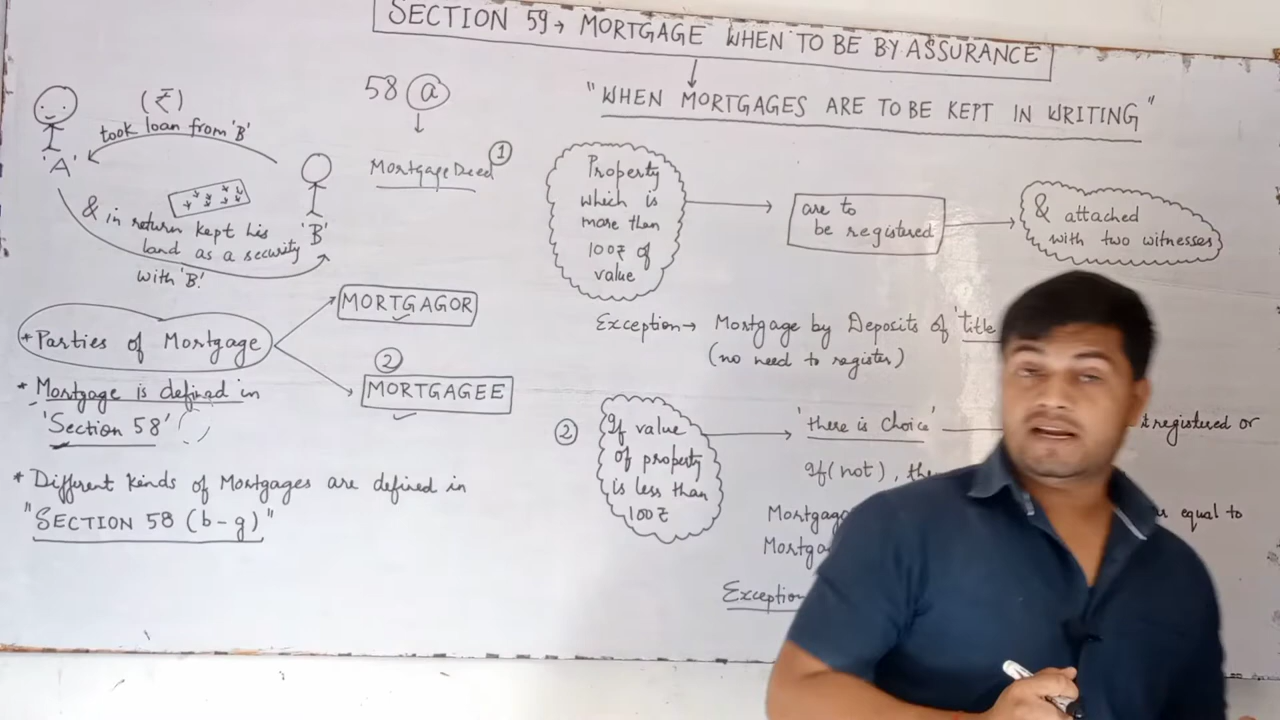 SECTION 59→ MORTGAGE WHEN TO BE BY ASSURANCE
"WHEN MORTGAGES ARE TO BE KEPT IN WRITING"
58 (a)
Mortgage Deed
(₹)
took loan from 'B'
'A'
& in return kept his
land as a security
with 'B'.
'B'
* Parties of Mortgage
MORTGAGOR
②
MORTGAGEE
* Mortgage is defined in
'Section 58'
* Different kinds of Mortgages are defined in
"SECTION 58 (b-g)"
①
Property
which is
more than
100₹ of
value
are to
be registered
& attached
with two witnesses
Exception→ Mortgage by Deposits of 'title
(no need to register)
②
If value
of property
is less than
100₹
'there is choice'
registered or
If (not),
equal to
Exception